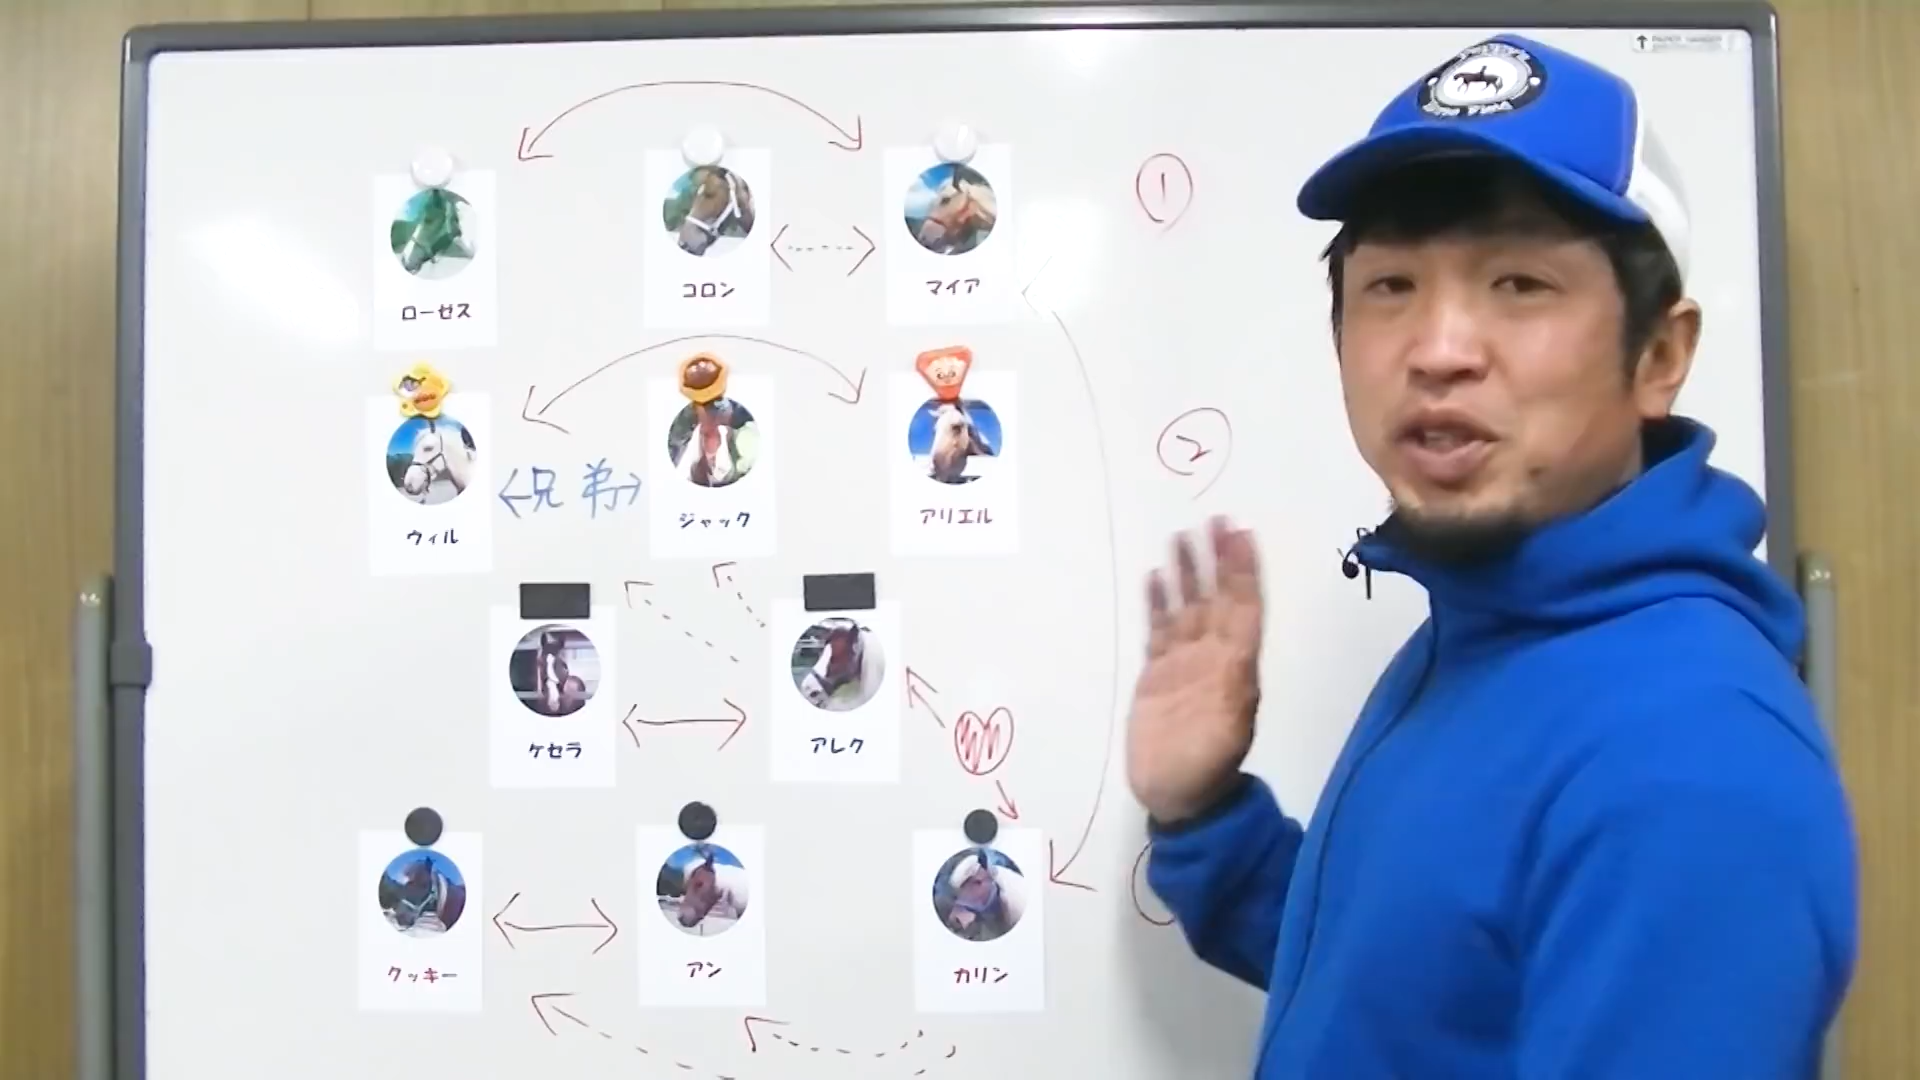 ローゼス
コロン
マイア
①
ウィル
<兄弟>
ジャック
アリエル
②
ケセラ
アレク
クッキー
アン
カリン